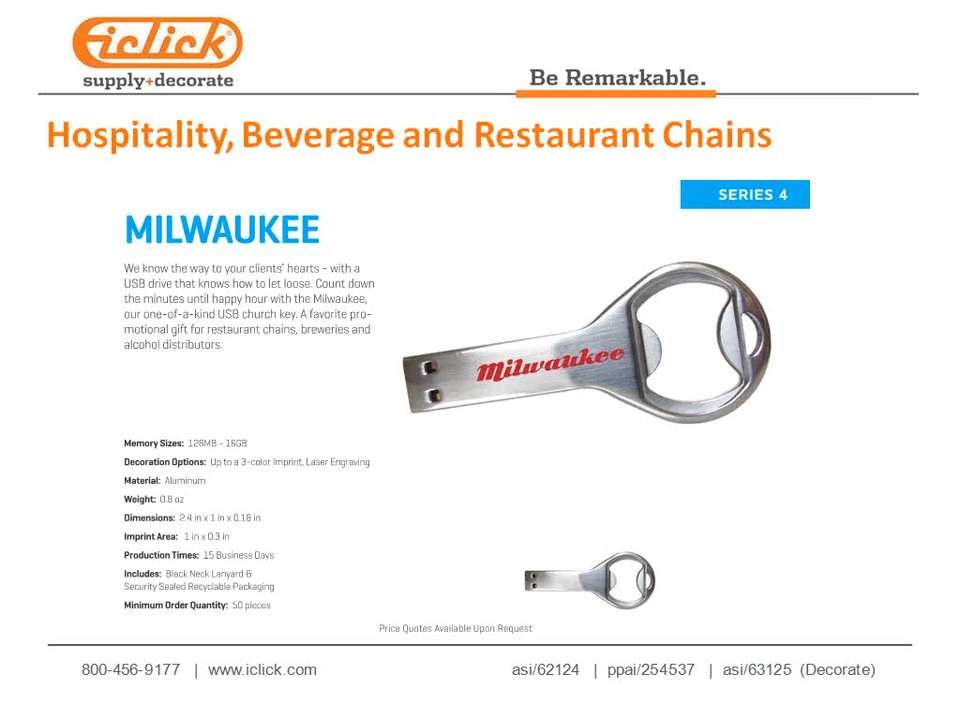 iclick®
supply+decorate
Be Remarkable.
Hospitality, Beverage and Restaurant Chains
SERIES 4
MILWAUKEE
We know the way to your clients' hearts - with a
USB drive that knows how to let loose. Count down
the minutes until happy hour with the Milwaukee,
our one-of-a-kind USB church key. A favorite pro-
motional gift for restaurant chains, breweries and
alcohol distributors.
Milwaukee
Memory Sizes: 128MB - 16GB
Decoration Options: Up to a 3-color Imprint, Laser Engraving
Material: Aluminum
Weight: 0.8 oz
Dimensions: 2.4 in x 1 in x 0.18 in
Imprint Area: 1 in x 0.3 in
Production Times: 15 Business Days
Includes: Black Neck Lanyard &
Security Sealed Recyclable Packaging
Minimum Order Quantity: 50 pieces
Price Quotes Available Upon Request
800-456-9177 | www.iclick.com
asi/62124 | ppai/254537 | asi/63125 (Decorate)